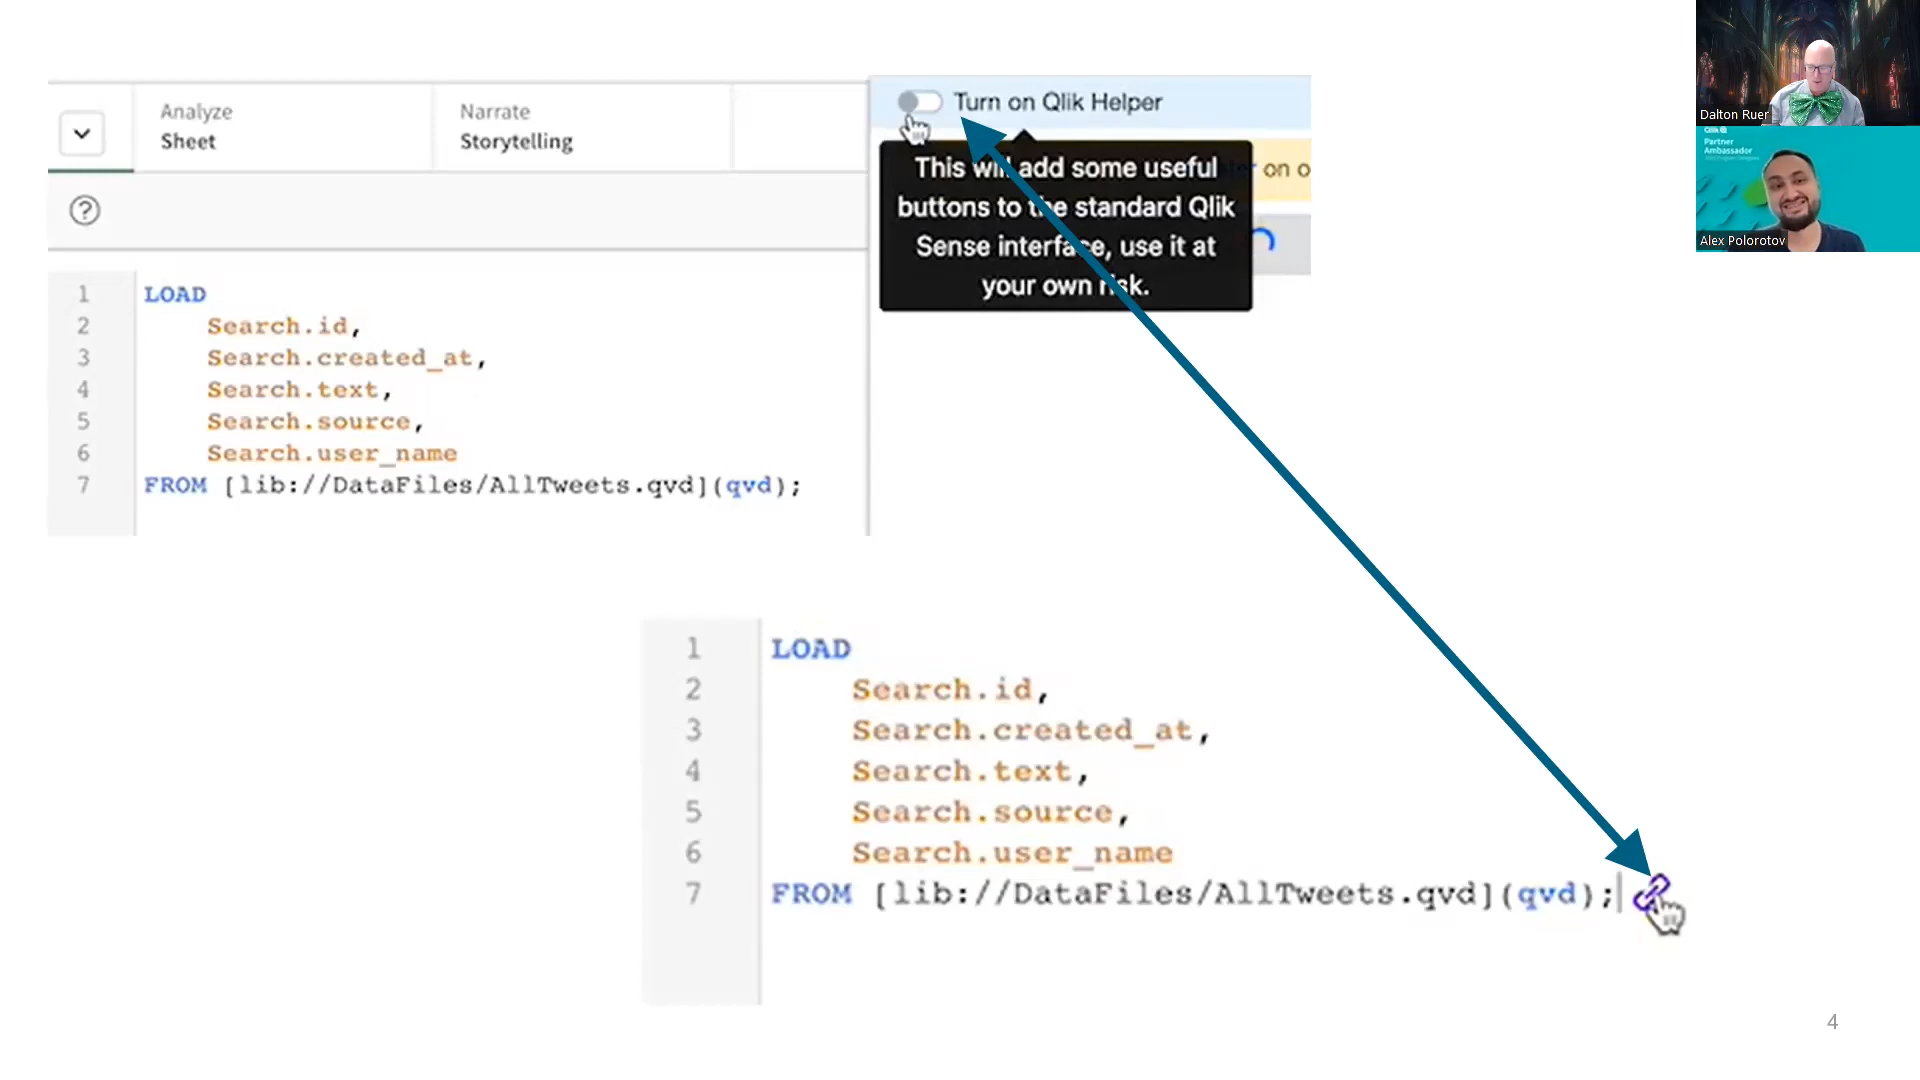 Analyze
Sheet
Narrate
Storytelling
Turn on Qlik Helper
This will add some useful
buttons to the standard Qlik
Sense interface, use it at
your own risk.
on o
1 LOAD
2 Search.id,
3 Search.created_at,
4 Search.text,
5 Search.source,
6 Search.user_name
7 FROM [lib://DataFiles/AllTweets.qvd](qvd);
1 LOAD
2 Search.id,
3 Search.created_at,
4 Search.text,
5 Search.source,
6 Search.user_name
7 FROM [lib://DataFiles/AllTweets.qvd](qvd);
4
Dalton Ruer
Qlik
Partner
Ambassador
Alex Polorotov